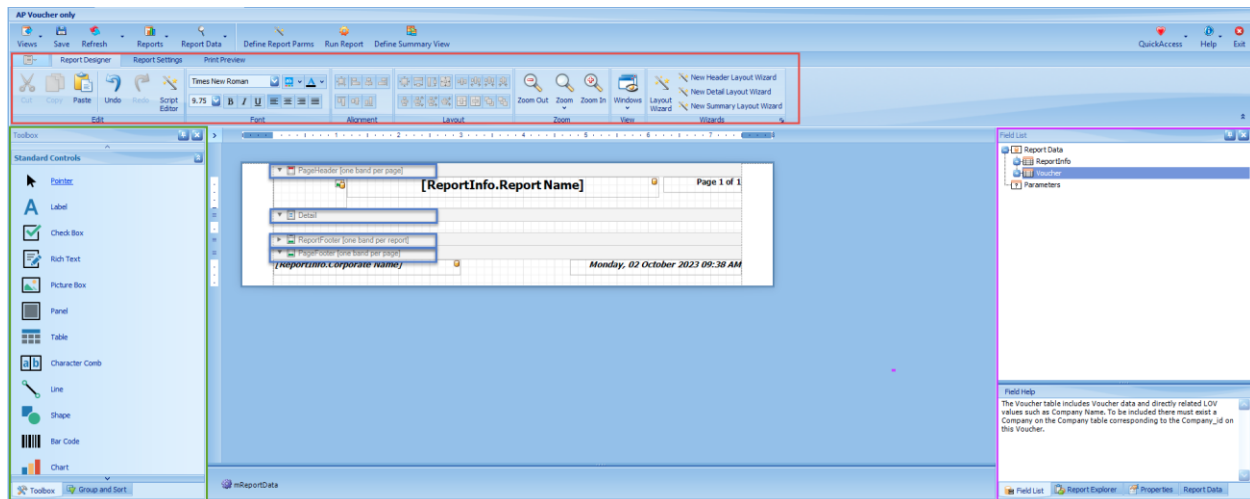 AP Voucher only
Views Save Refresh Reports Report Data Define Report Parms Run Report Define Summary View QuickAccess Help Exit
Report Designer Report Settings Print Preview
Times New Roman
New Header Layout Wizard
New Detail Layout Wizard
New Summary Layout Wizard
Cut Copy Paste Undo Redo Script Editor
9.75 B I U
Zoom Out Zoom Zoom In Windows Layout Wizard
Edit Font Alignment Layout Zoom View Wizards
Toolbox
Standard Controls
Pointer
Label
Check Box
Rich Text
Picture Box
Panel
Table
Character Comb
Line
Shape
Bar Code
Chart
Toolbox Group and Sort
1 2 3 4 5 6 7
PageHeader [one band per page]
[ReportInfo.Report Name] Page 1 of 1
Detail
ReportFooter [one band per report]
PageFooter [one band per page]
[ReportInfo.Corporate Name] Monday, 02 October 2023 09:38 AM
mReportData
Field List
Report Data
ReportInfo
Voucher
Parameters
Field Help
The Voucher table includes Voucher data and directly related LOV
values such as Company Name. To be included there must exist a
Company on the Company table corresponding to the Company_id on
this Voucher.
Field List Report Explorer Properties Report Data